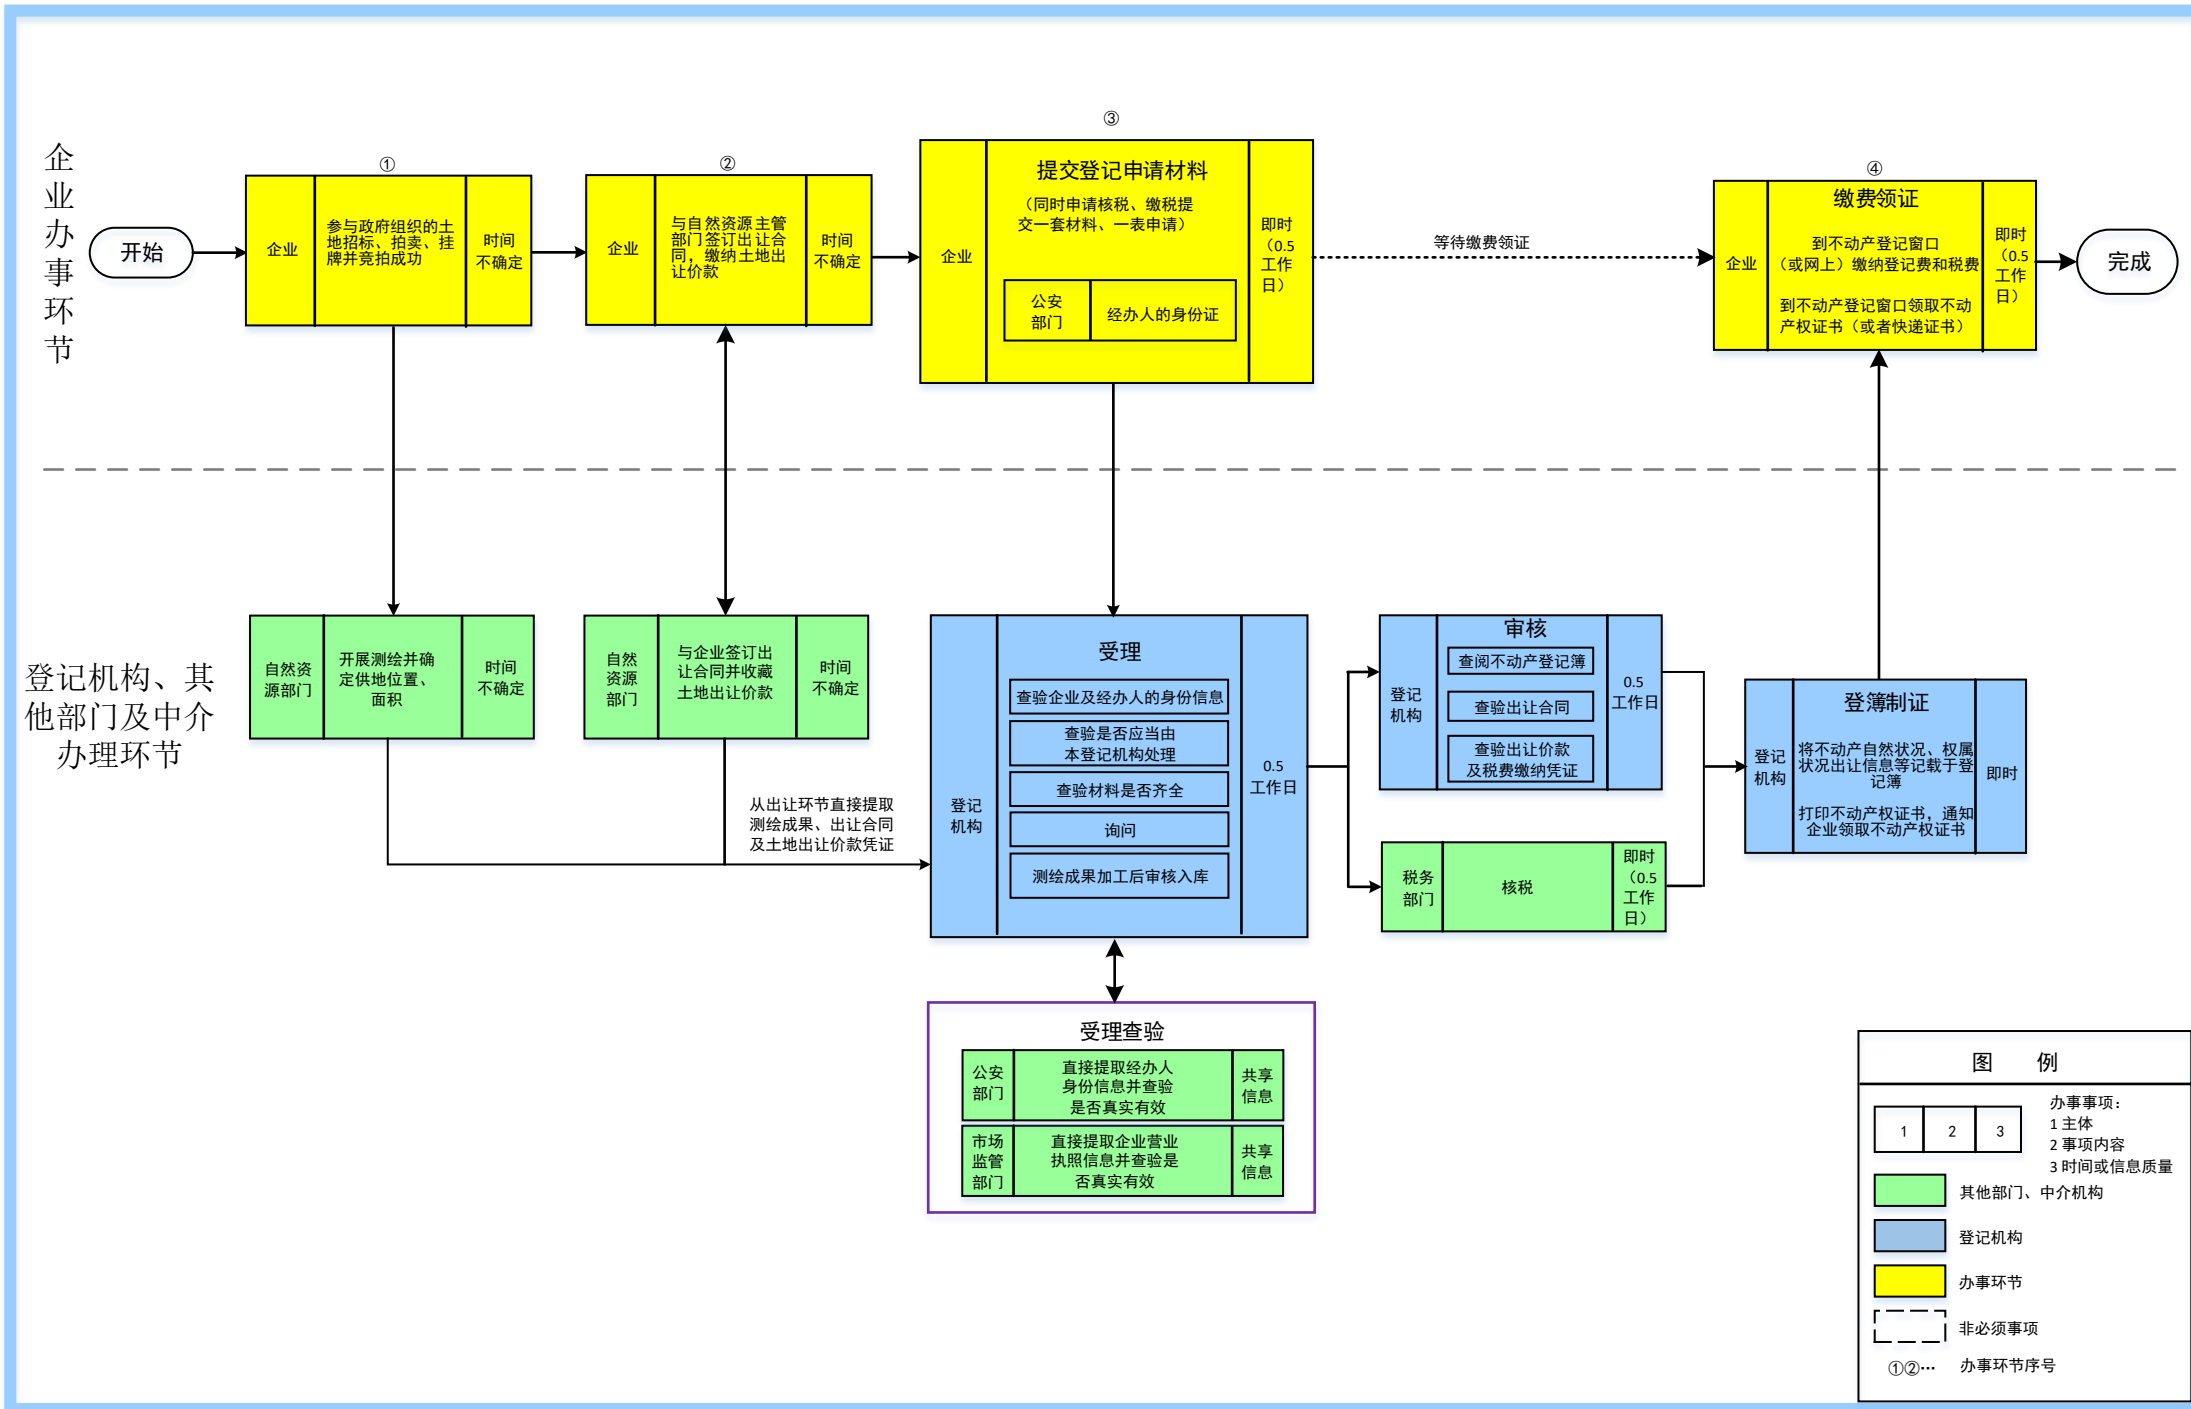 企
业
办
事
环
节
开始
①
企业
参与政府组织的土
地招标、拍卖、挂
牌并竞拍成功
时间
不确定
②
企业
与自然资源主管
部门签订出让合
同，缴纳土地出
让价款
时间
不确定
③
企业
提交登记申请材料
（同时申请核税、缴税提
交一套材料、一表申请）
公安
部门
经办人的身份证
即时
（0.5
工作
日）
等待缴费领证
④
企业
缴费领证
到不动产登记窗口
（或网上）缴纳登记费和税费
到不动产登记窗口领取不动
产权证书（或者快递证书）
即时
（0.5
工作
日）
完成
登记机构、其
他部门及中介
办理环节
自然资
源部门
开展测绘并确
定供地位置、
面积
时间
不确定
自然
资源
部门
与企业签订出
让合同并收藏
土地出让价款
时间
不确定
从出让环节直接提取
测绘成果、出让合同
及土地出让价款凭证
登记
机构
受理
查验企业及经办人的身份信息
查验是否应当由
本登记机构处理
查验材料是否齐全
询问
测绘成果加工后审核入库
0.5
工作日
登记
机构
审核
查阅不动产登记簿
查验出让合同
查验出让价款
及税费缴纳凭证
0.5
工作日
税务
部门
核税
即时
（0.5
工作
日）
登记
机构
登簿制证
将不动产自然状况、权属
状况出让信息等记载于登
记簿
打印不动产权证书，通知
企业领取不动产权证书
即时
受理查验
公安
部门
直接提取经办人
身份信息并查验
是否真实有效
共享
信息
市场
监管
部门
直接提取企业营业
执照信息并查验是
否真实有效
共享
信息
图 例
1 2 3
办事事项：
1 主体
2 事项内容
3 时间或信息质量
其他部门、中介机构
登记机构
办事环节
非必须事项
①②… 办事环节序号